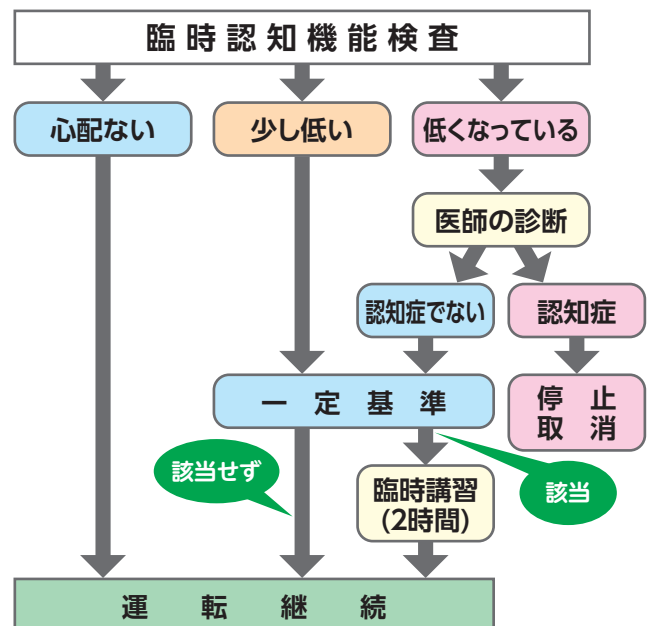 臨時認知機能検査
心配ない
少し低い
低くなっている
医師の診断
認知症でない
認知症
一定基準
停止
取消
該当せず
該当
臨時講習
(2時間)
運転継続